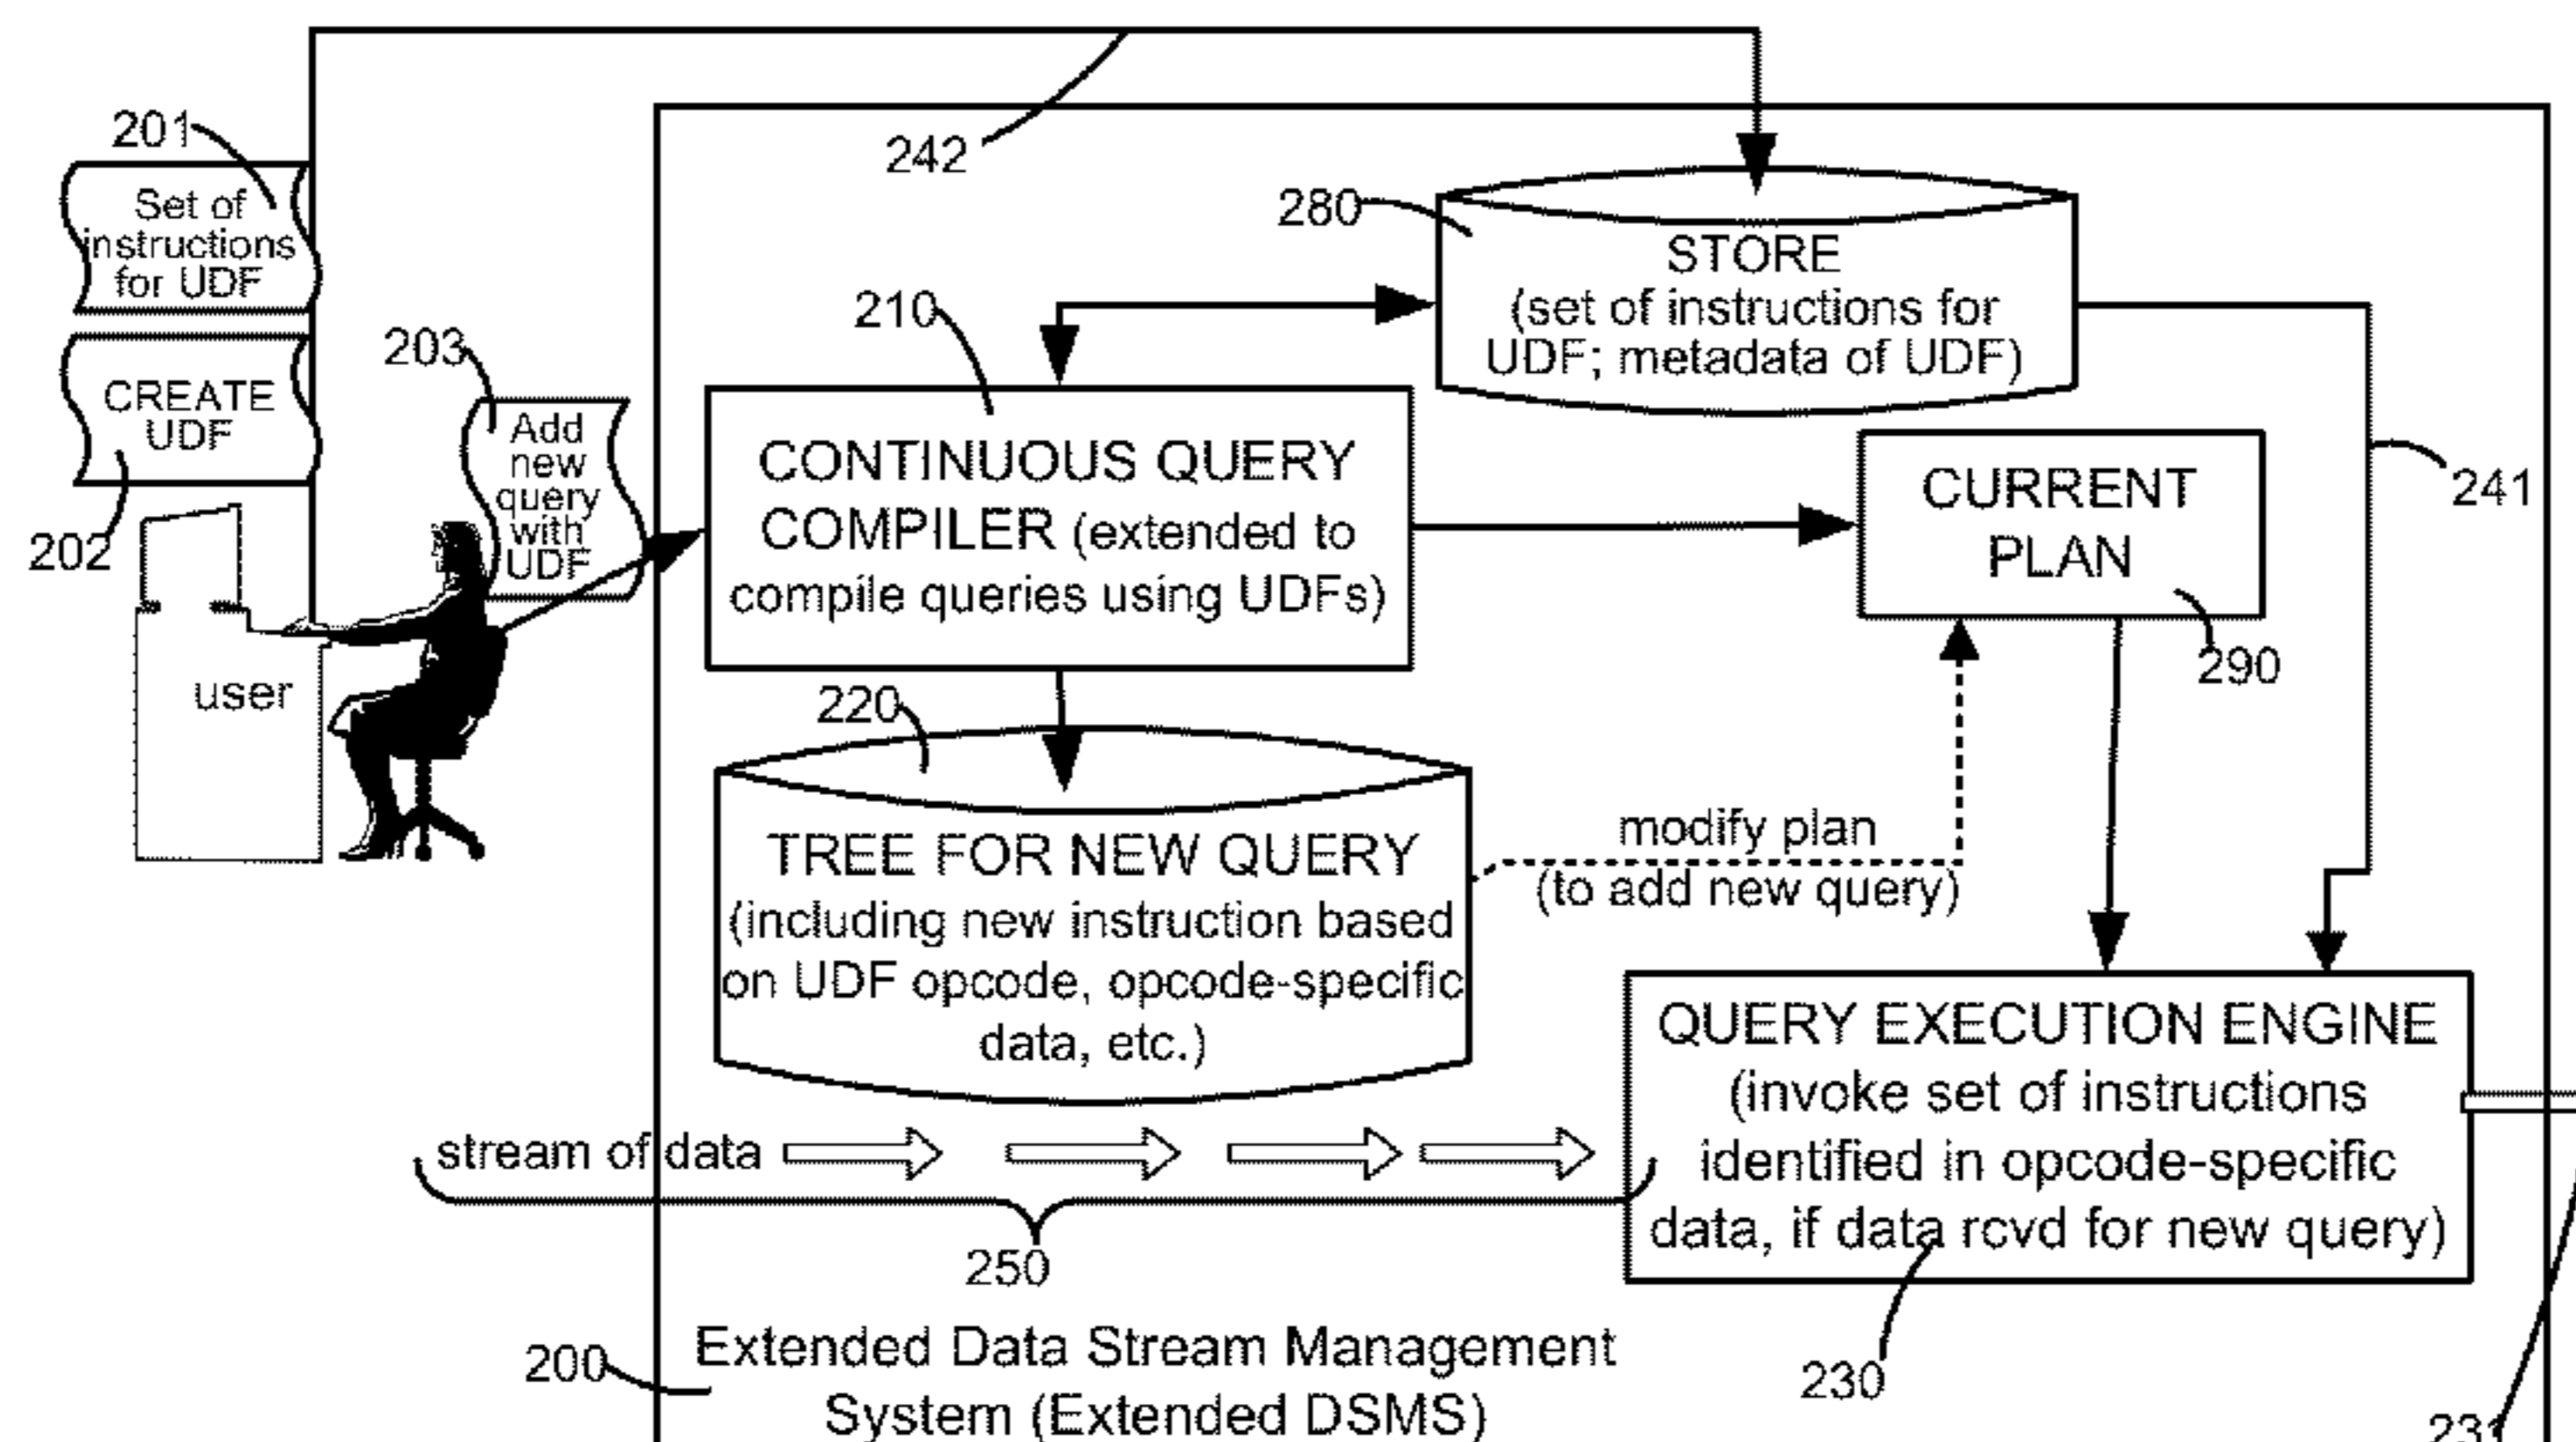 242
201
Set of
instructions
for UDF
280
STORE
(set of instructions for
UDF; metadata of UDF)
210
203
CREATE
UDF
202
Add
new
query
with
UDF
CONTINUOUS QUERY
COMPILER (extended to
compile queries using UDFs)
CURRENT
PLAN
241
290
user
220
TREE FOR NEW QUERY
(including new instruction based
on UDF opcode, opcode-specific
data, etc.)
modify plan
(to add new query)
QUERY EXECUTION ENGINE
(invoke set of instructions
identified in opcode-specific
data, if data rcvd for new query)
stream of data
250
230
231
200
Extended Data Stream Management
System (Extended DSMS)